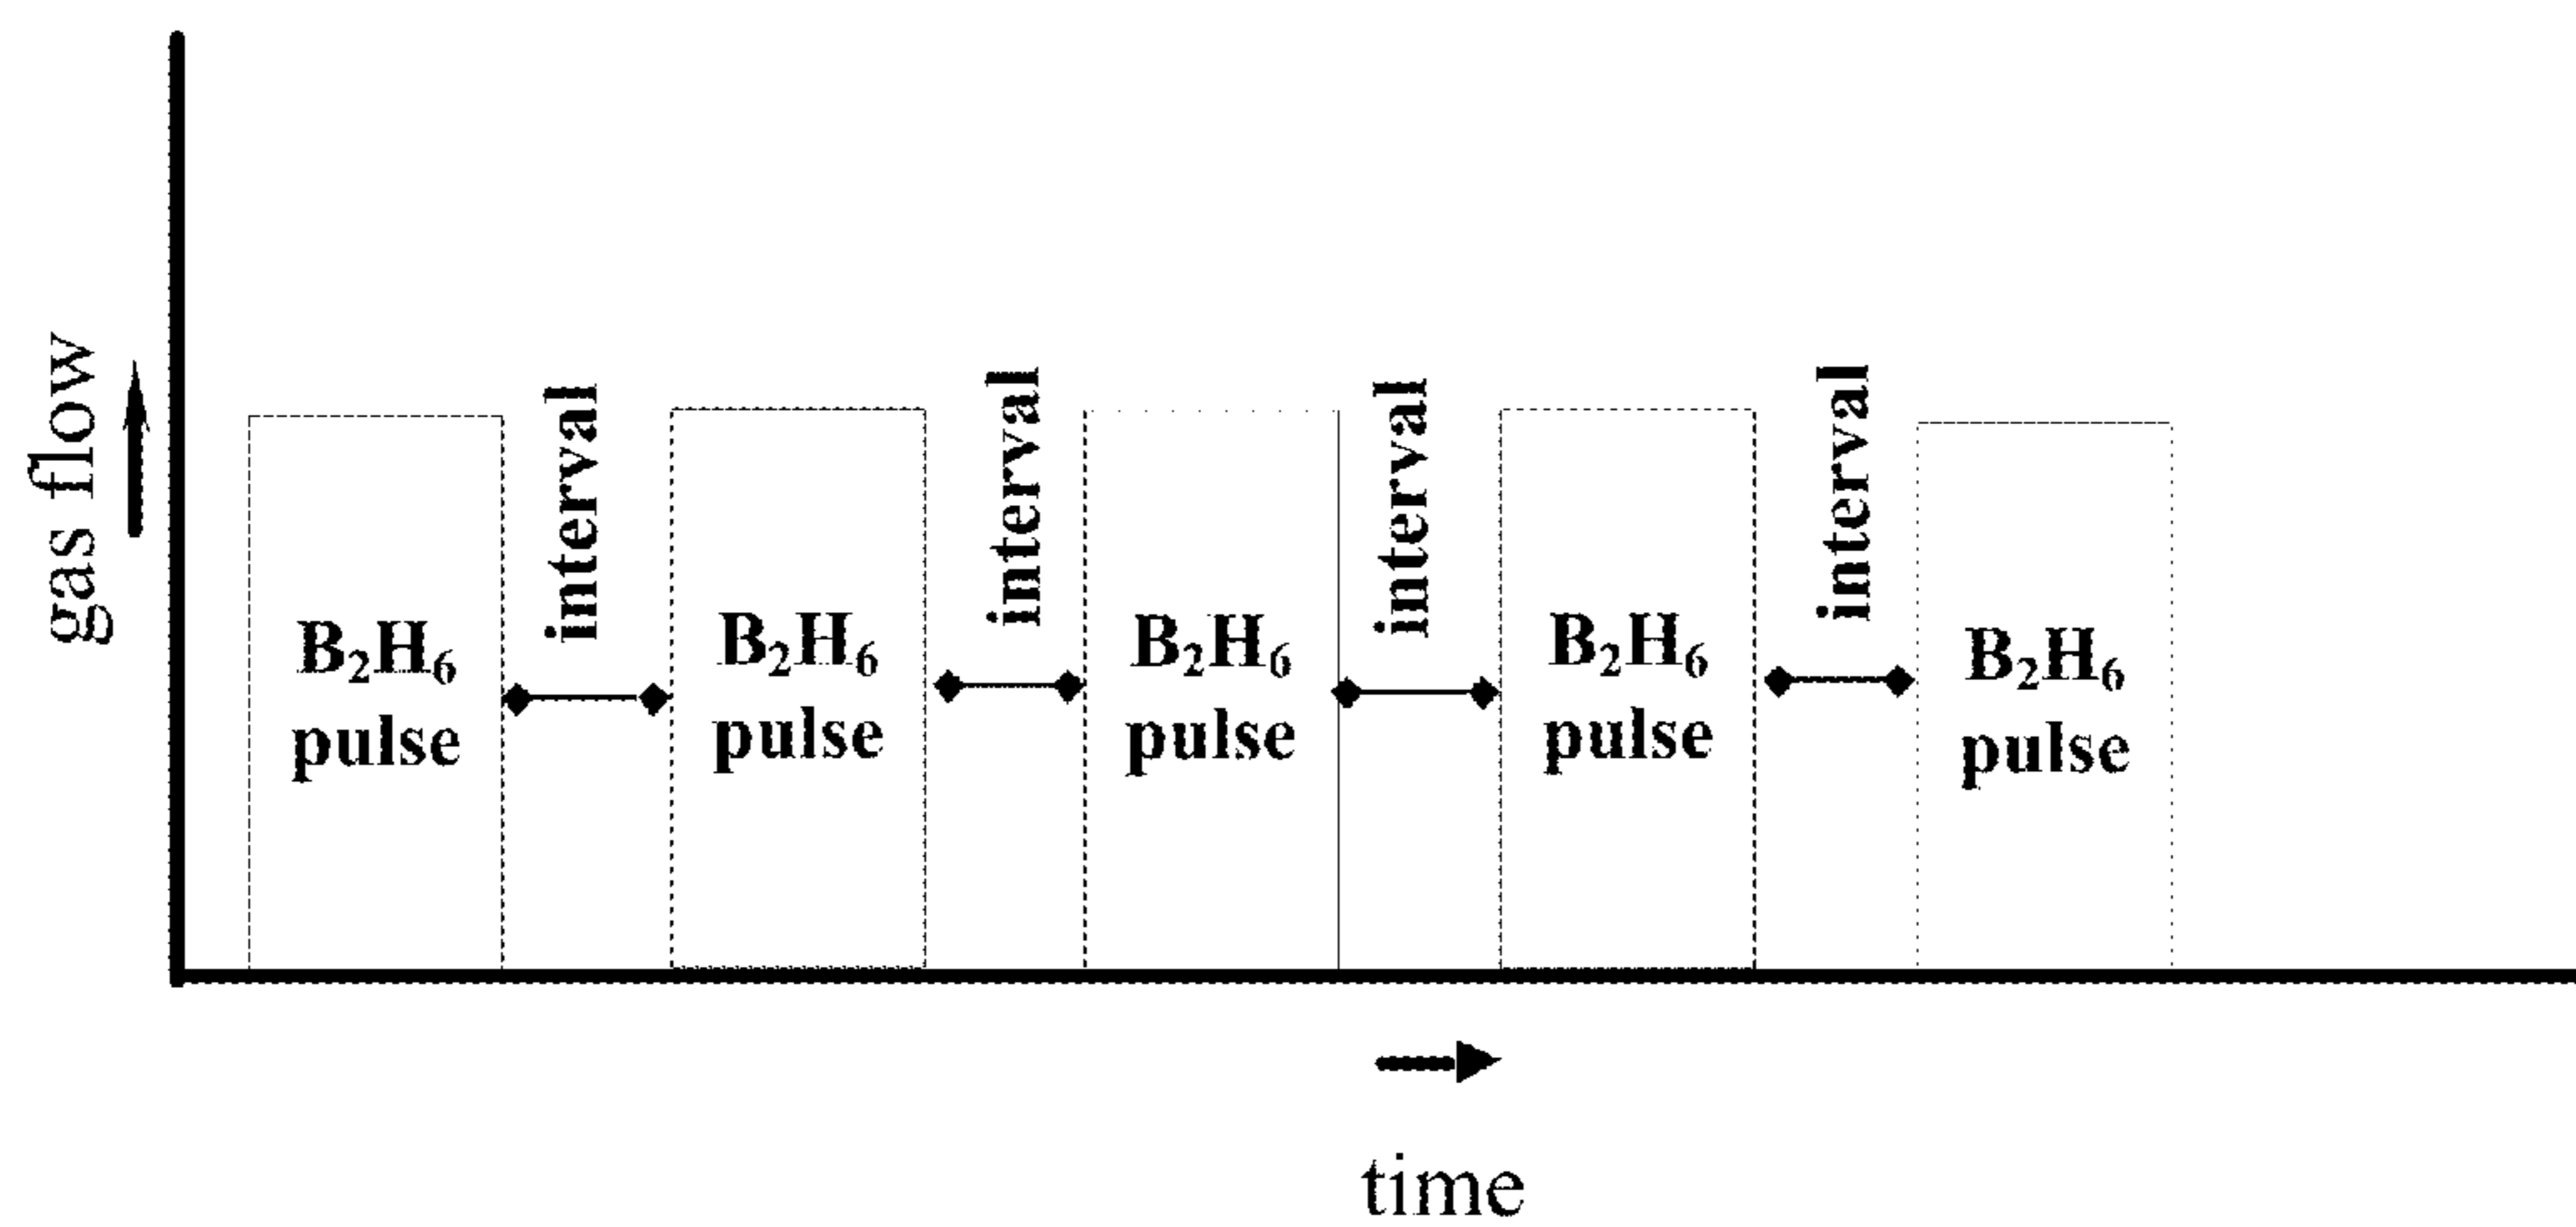 gas flow
B₂H₆
pulse
interval
B₂H₆
pulse
interval
B₂H₆
pulse
interval
B₂H₆
pulse
interval
B₂H₆
pulse
time